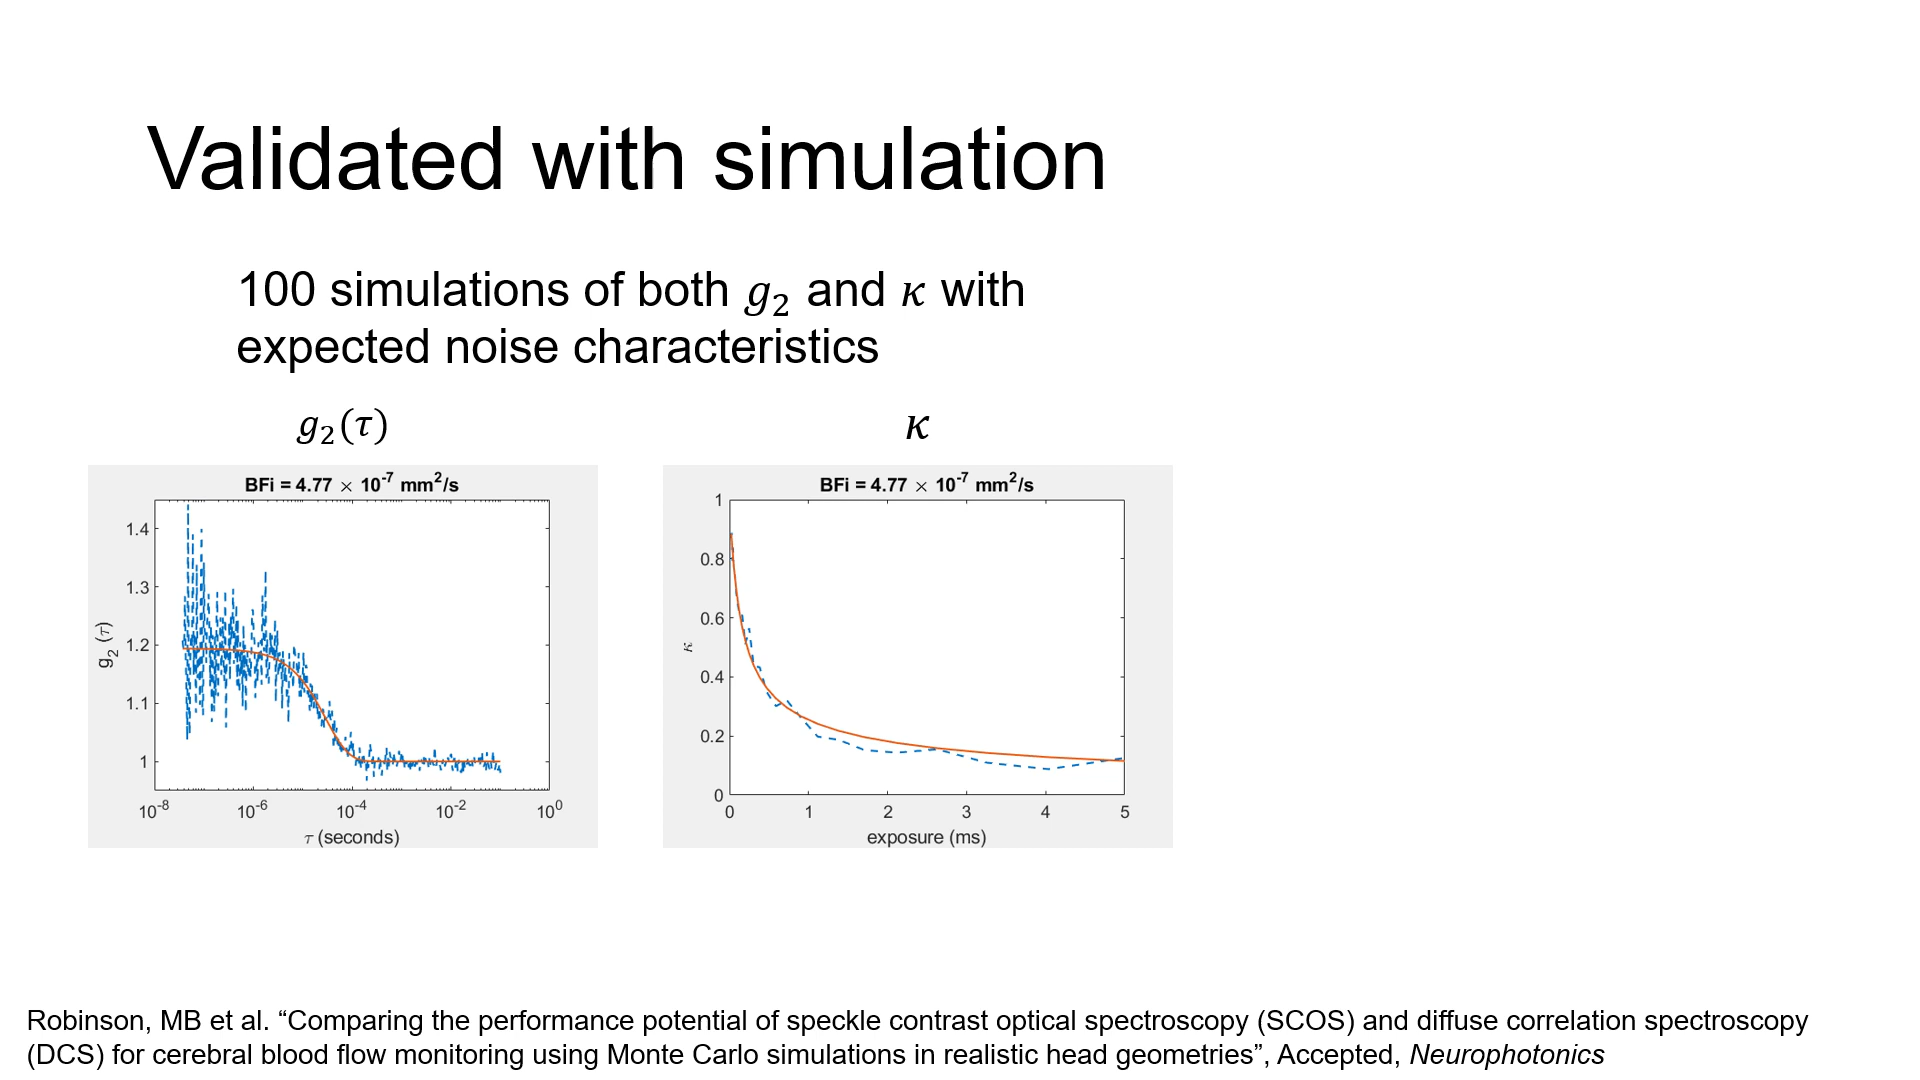 Validated with simulation
100 simulations of both g₂ and κ with
expected noise characteristics
g₂(τ)
κ
BFi = 4.77 × 10⁻⁷ mm²/s
1.4
1.3
1.2
1.1
1
g₂ (τ)
10⁻⁸ 10⁻⁶ 10⁻⁴ 10⁻² 10⁰
τ (seconds)
BFi = 4.77 × 10⁻⁷ mm²/s
1
0.8
0.6
0.4
0.2
0
κ
0 1 2 3 4 5
exposure (ms)
Robinson, MB et al. “Comparing the performance potential of speckle contrast optical spectroscopy (SCOS) and diffuse correlation spectroscopy
(DCS) for cerebral blood flow monitoring using Monte Carlo simulations in realistic head geometries”, Accepted, Neurophotonics